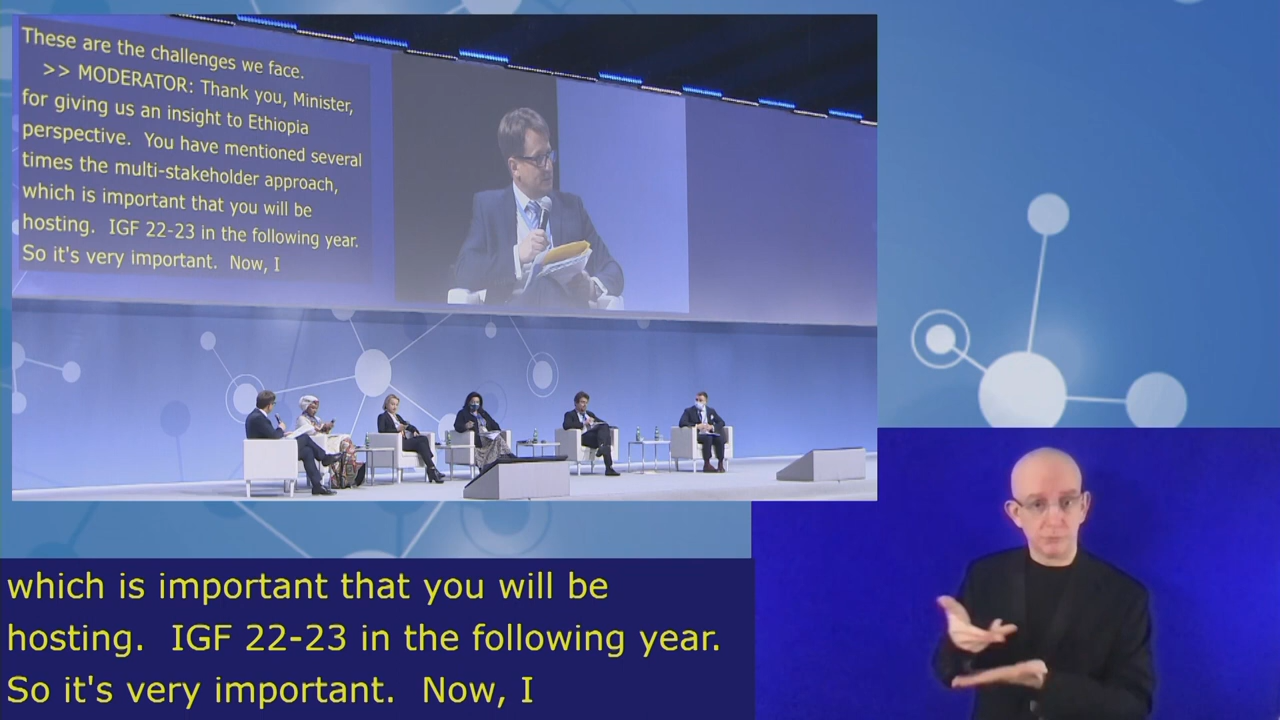 These are the challenges we face.
>> MODERATOR: Thank you, Minister,
for giving us an insight to Ethiopia
perspective. You have mentioned several
times the multi-stakeholder approach,
which is important that you will be
hosting. IGF 22-23 in the following year.
So it's very important. Now, I
which is important that you will be
hosting. IGF 22-23 in the following year.
So it's very important. Now, I